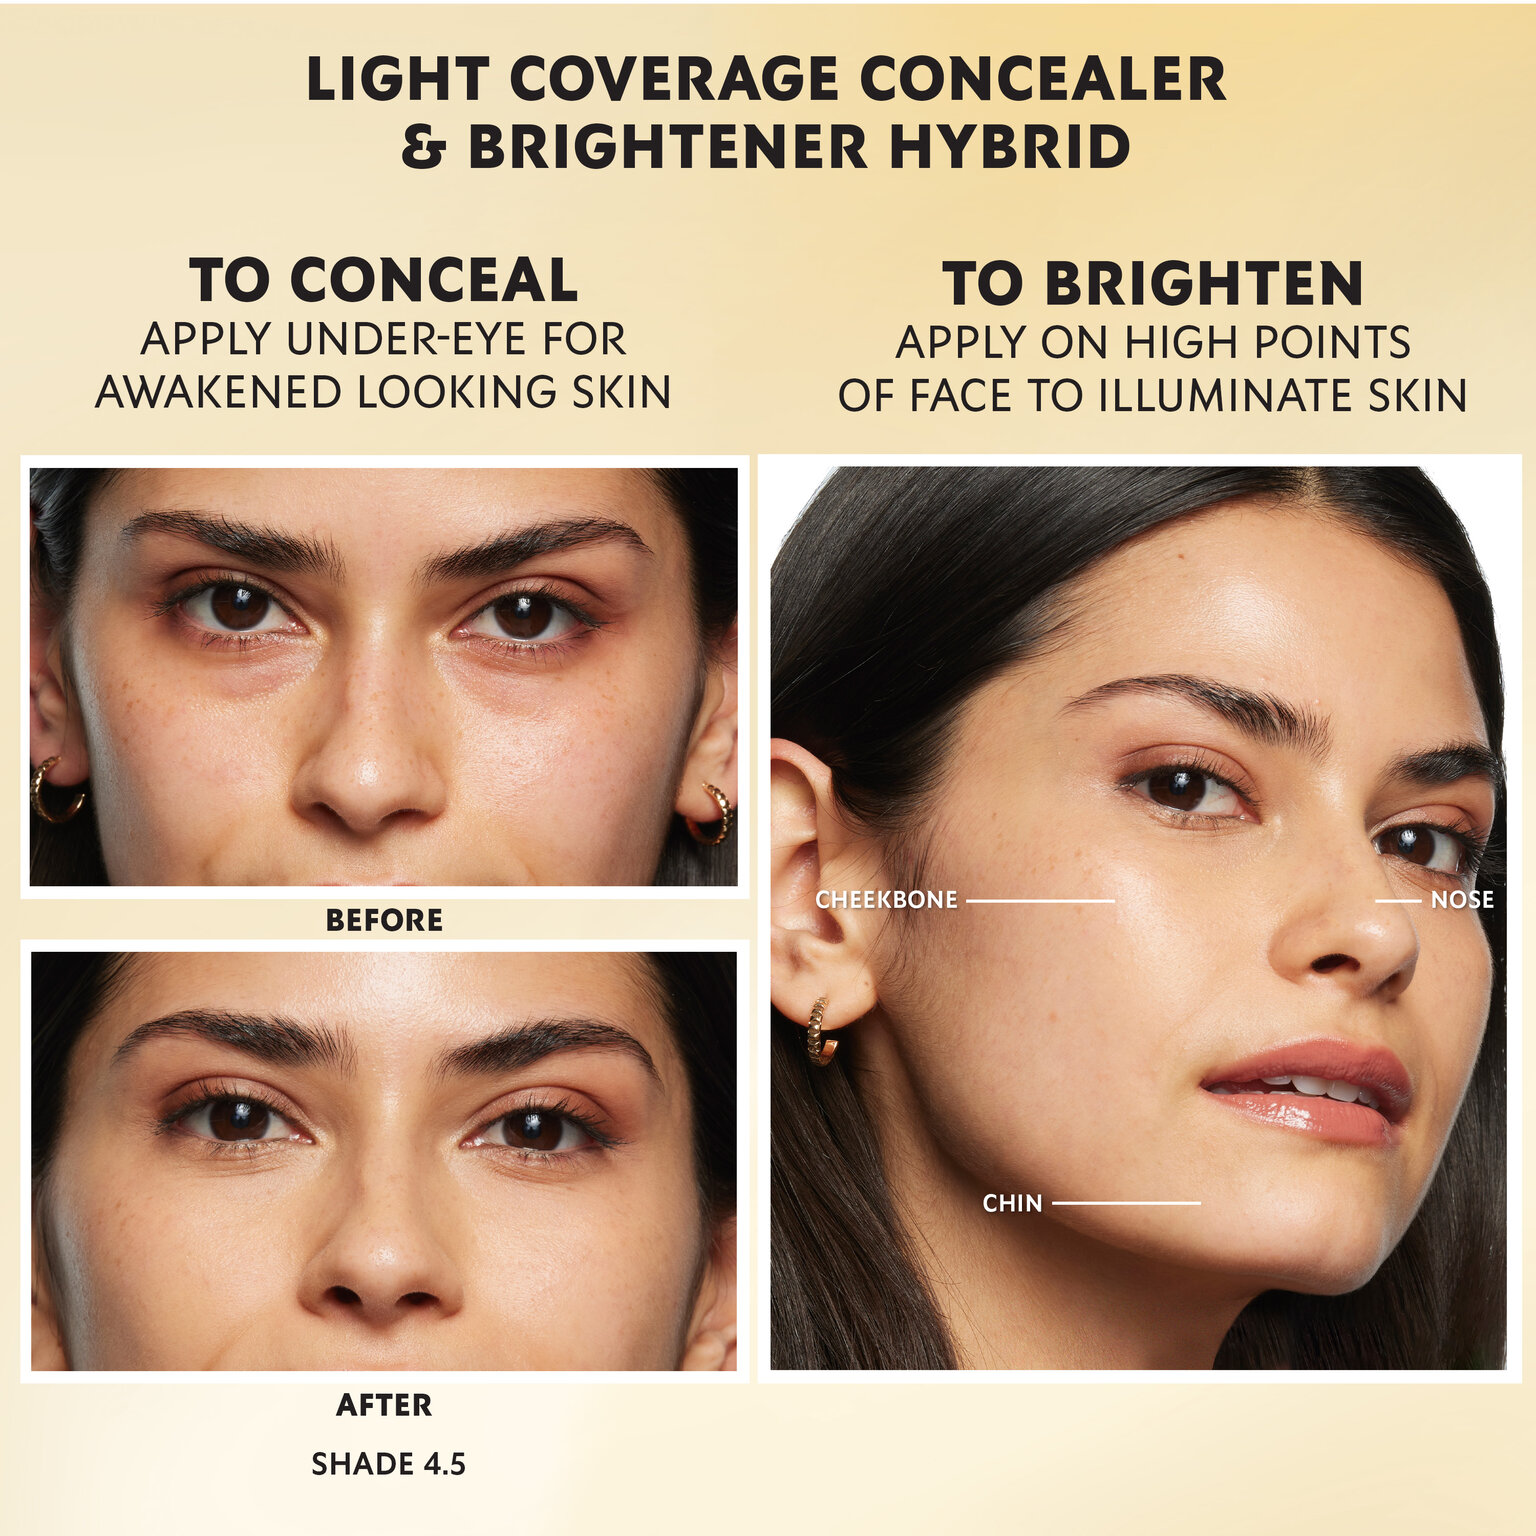 LIGHT COVERAGE CONCEALER
& BRIGHTENER HYBRID
TO CONCEAL
APPLY UNDER-EYE FOR
AWAKENED LOOKING SKIN
BEFORE
AFTER
SHADE 4.5
TO BRIGHTEN
APPLY ON HIGH POINTS
OF FACE TO ILLUMINATE SKIN
CHEEKBONE
NOSE
CHIN